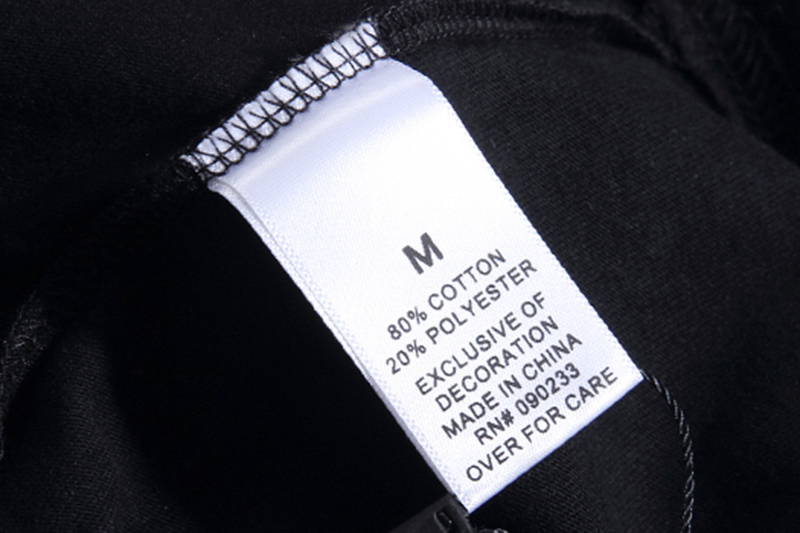 M
80% COTTON
20% POLYESTER
EXCLUSIVE OF
DECORATION
MADE IN CHINA
RN# 090233
OVER FOR CARE